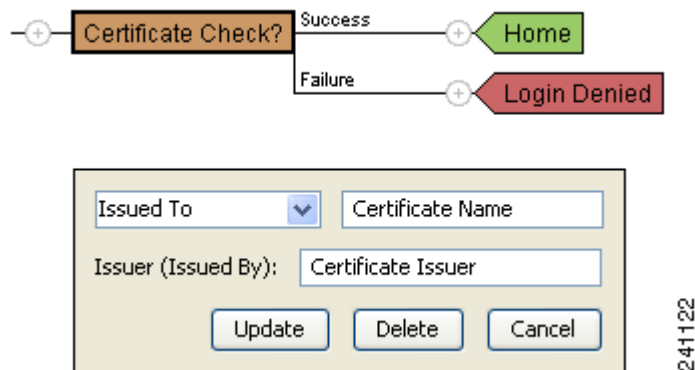 Certificate Check?
Success
Home
Failure
Login Denied
Issued To
Certificate Name
Issuer (Issued By):
Certificate Issuer
Update
Delete
Cancel
241122